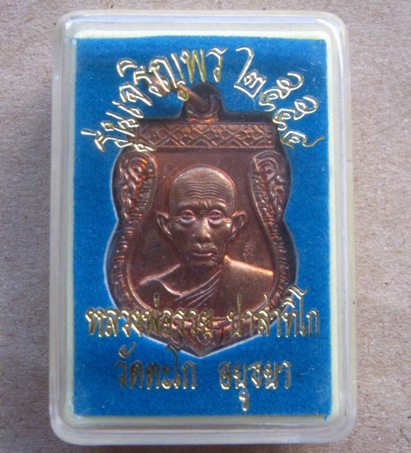 รุ่นเจริญพร ๒๕๕๔
หลวงพ่อรวย ปาสาทิโก
วัดตะโก อยุธยา